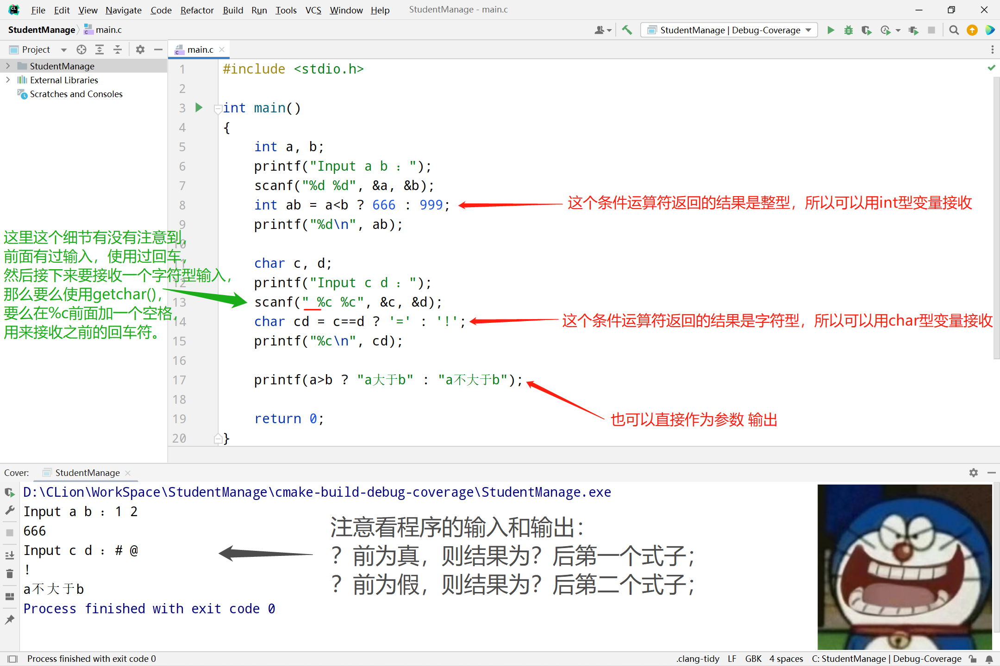 File Edit View Navigate Code Refactor Build Run Tools VCS Window Help StudentManage - main.c
StudentManage main.c StudentManage | Debug-Coverage
Project main.c
StudentManage
External Libraries
Scratches and Consoles
1 #include <stdio.h>
2
3 int main()
4 {
5 int a, b;
6 printf("Input a b ：");
7 scanf("%d %d", &a, &b);
8 int ab = a<b ? 666 : 999;
这个条件运算符返回的结果是整型，所以可以用int型变量接收
9 printf("%d\n", ab);
10
11 char c, d;
12 printf("Input c d ：");
13 scanf(" %c %c", &c, &d);
14 char cd = c==d ? '=' : '!';
这个条件运算符返回的结果是字符型，所以可以用char型变量接收
15 printf("%c\n", cd);
16
17 printf(a>b ? "a大于b" : "a不大于b");
18
19 return 0;
也可以直接作为参数 输出
20 }
这里这个细节有没有注意到，
前面有过输入，使用过回车，
然后接下来要接收一个字符型输入，
那么要么使用getchar()，
要么在%c前面加一个空格，
用来接收之前的回车符。
Cover: StudentManage
D:\CLion\WorkSpace\StudentManage\cmake-build-debug-coverage\StudentManage.exe
Input a b ：1 2
666
Input c d ：# @
!
a不大于b
Process finished with exit code 0
注意看程序的输入和输出：
？前为真，则结果为？后第一个式子；
？前为假，则结果为？后第二个式子；
Process finished with exit code 0 .clang-tidy LF GBK 4 spaces C: StudentManage | Debug-Coverage